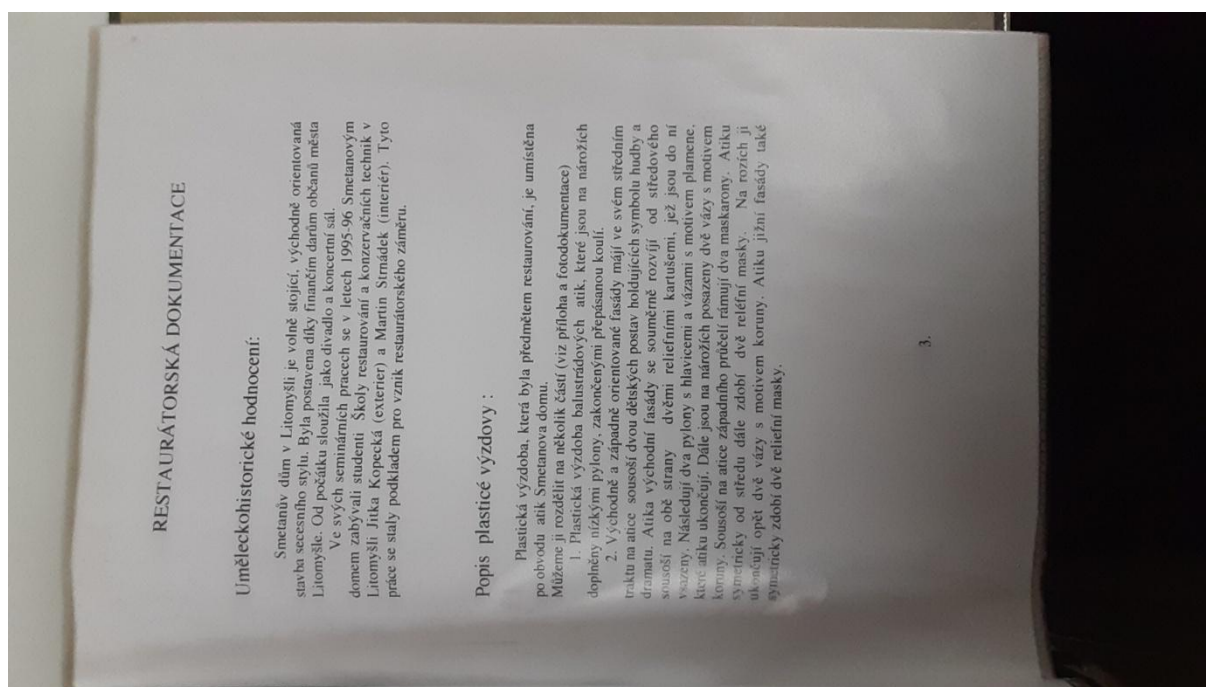 RESTAURÁTORSKÁ DOKUMENTACE
Uměleckohistorické hodnocení:
Smetanův dům v Litomyšli je volně stojící, východně orientovaná
stavba secesního stylu. Byla postavena díky finančím darům občanů města
Litomyšle. Od počátku sloužila jako divadlo a koncertní sál.
Ve svých seminárních pracech se v letech 1995-96 Smetanovým
domem zabývali studenti Školy restaurování a konzervačních technik v
Litomyšli Jitka Kopecká (exterier) a Martin Strnádek (interiér). Tyto
práce se staly podkladem pro vznik restaurátorského záměru.
Popis plasticé výzdovy :
Plastická výzdoba, která byla předmětem restaurování, je umístěna
po obvodu atik Smetanova domu.
Můžeme ji rozdělit na několik částí (viz příloha a fotodokumentace)
1. Plastická výzdoba balustrádových atik, které jsou na nárožích
doplněny nízkými pylony, zakončenými přepásanou koulí.
2. Východně a západně orientované fasády májí ve svém středním
traktu na atice sousoší dvou dětských postav holdujících symbolu hudby a
dramatu. Atika východní fasády se souměrně rozvíjí od středového
sousoší na obě strany dvěmi reliefními kartušemi, jež jsou do ní
vsazeny. Následují dva pylony s hlavicemi a vázami s motivem plamene,
které atiku ukončují. Dále jsou na nárožích posazeny dvě vázy s motivem
koruny. Sousoší na atice západního průčelí rámují dva maskarony. Atiku
symetricky od středu dále zdobí dvě reléfní masky. Na rozích ji
ukončují opět dvě vázy s motivem koruny. Atiku jižní fasády také
symetricky zdobí dvě reliefní masky.
3.